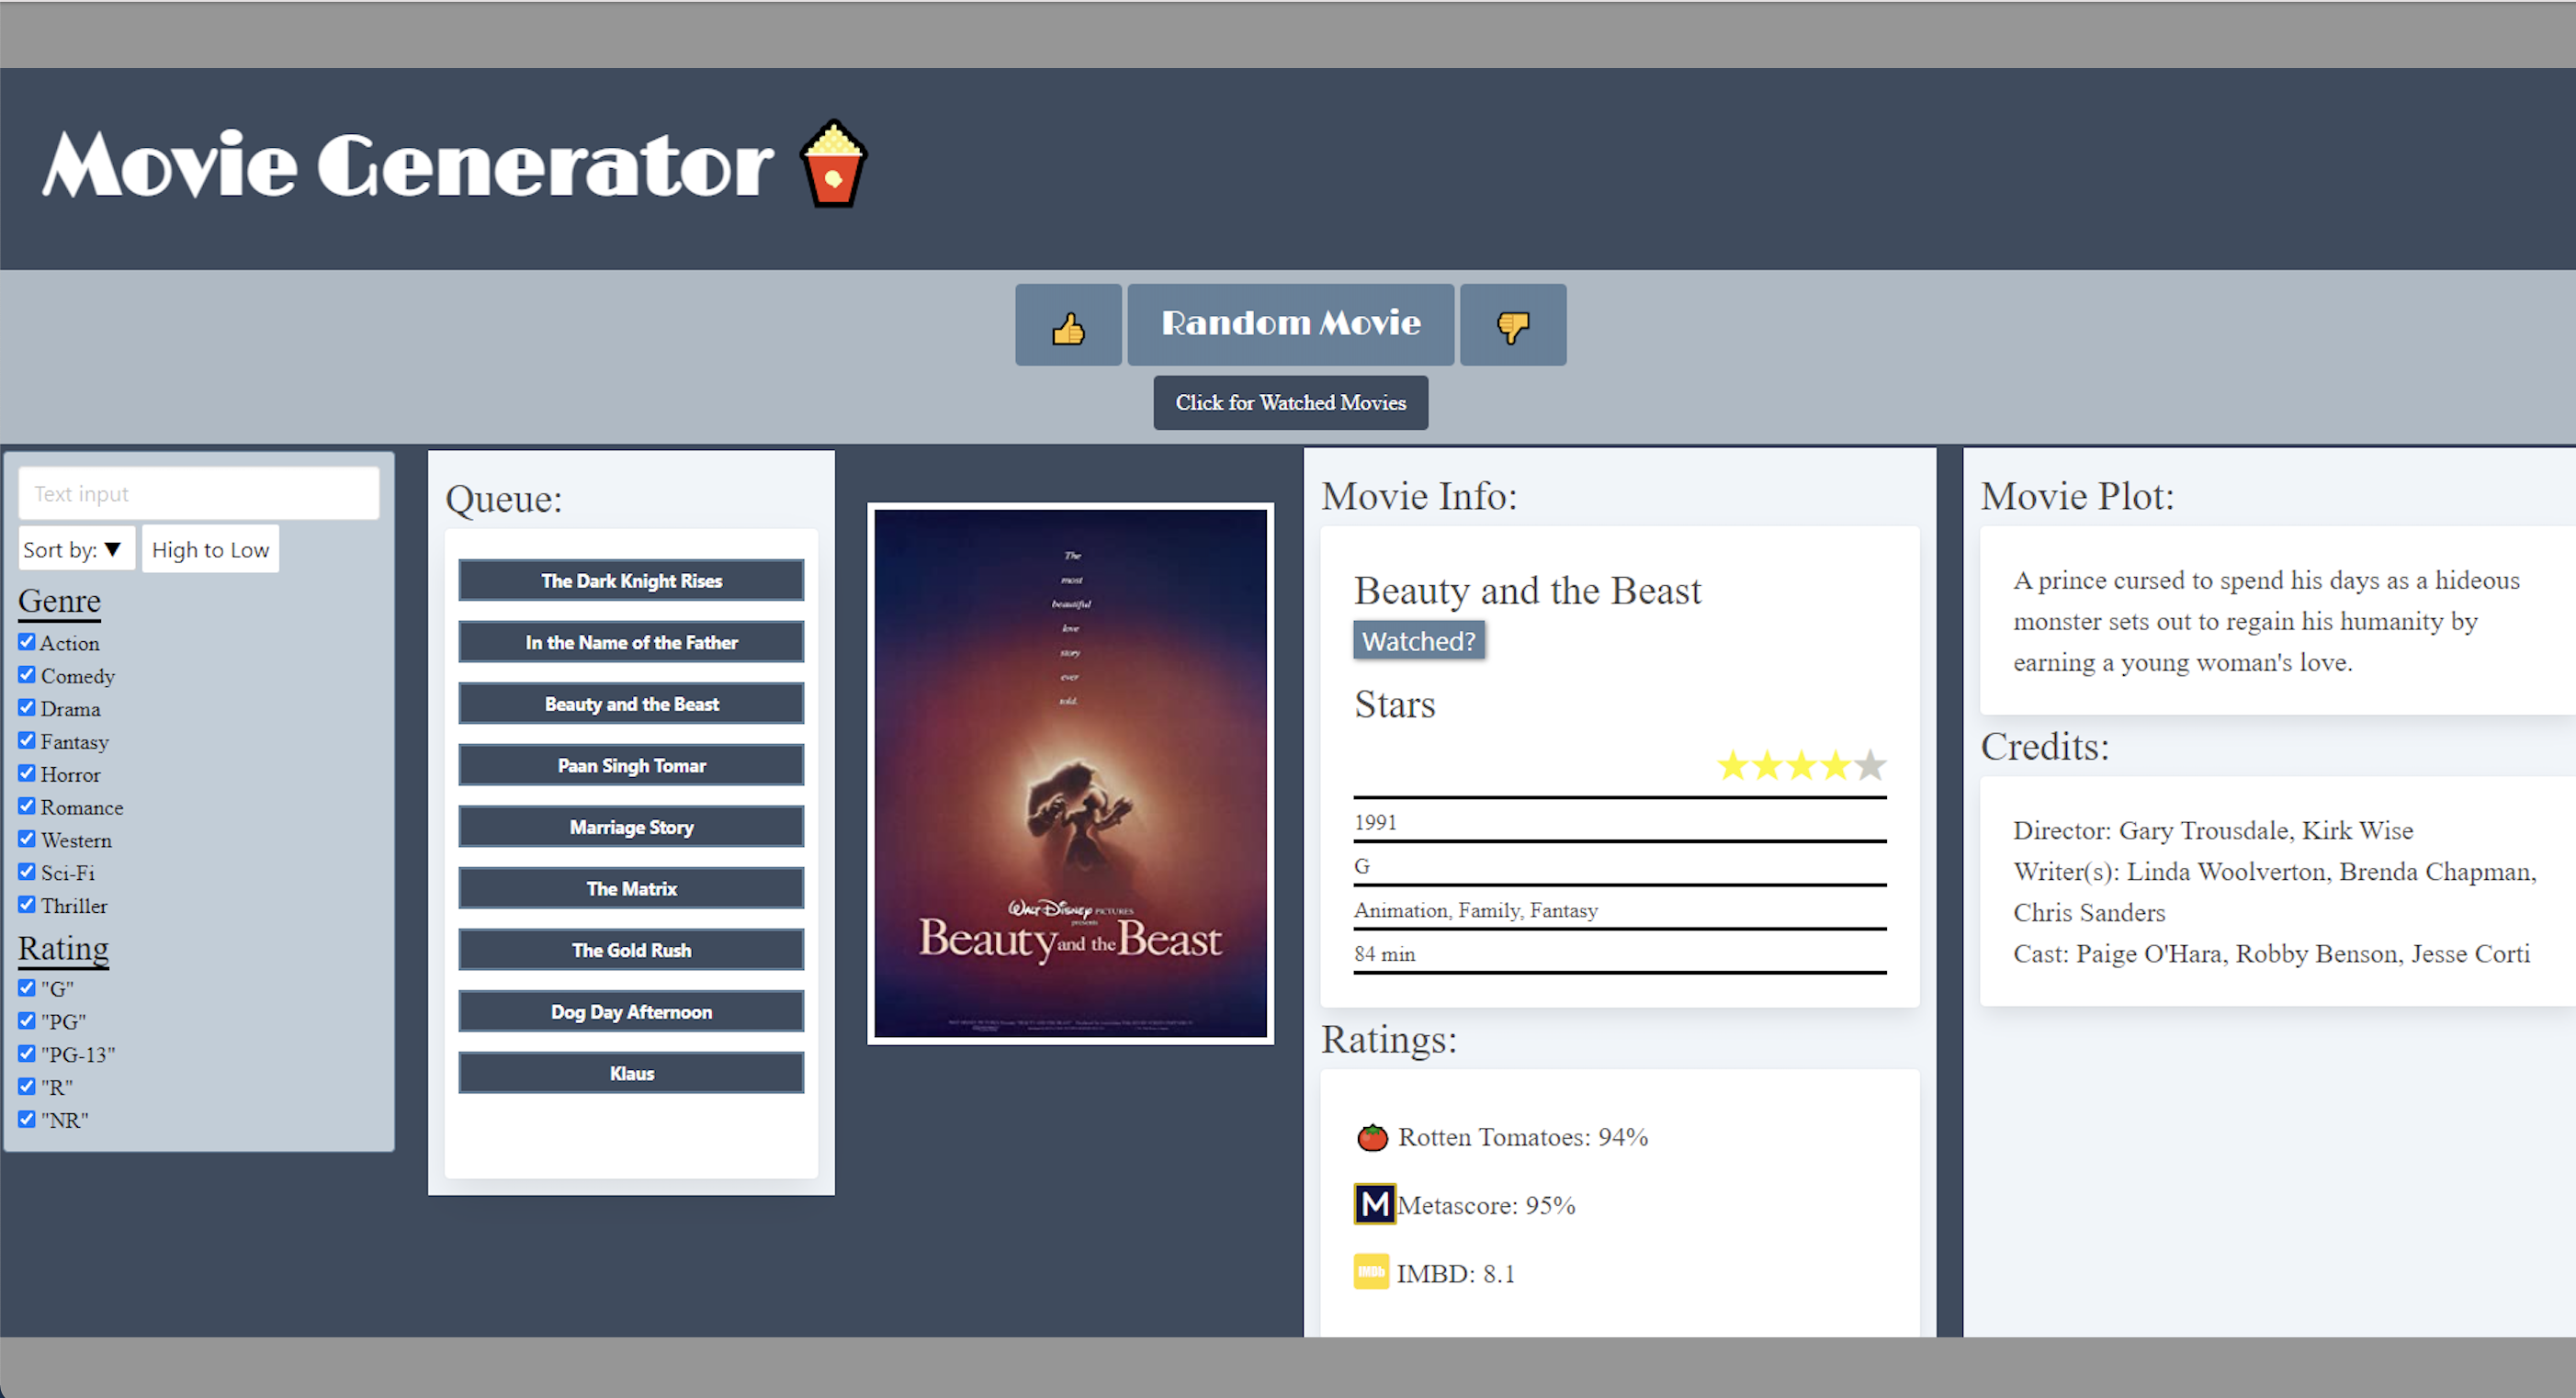 Movie Generator
Random Movie
Click for Watched Movies
Text input
Sort by: ▼ High to Low
Genre
Action
Comedy
Drama
Fantasy
Horror
Romance
Western
Sci-Fi
Thriller
Rating
"G"
"PG"
"PG-13"
"R"
"NR"
Queue:
The Dark Knight Rises
In the Name of the Father
Beauty and the Beast
Paan Singh Tomar
Marriage Story
The Matrix
The Gold Rush
Dog Day Afternoon
Klaus
The
most
beautiful
love
story
ever
told.
WALT DISNEY PICTURES
presents
Beauty and the Beast
Movie Info:
Beauty and the Beast
Watched?
Stars
1991
G
Animation, Family, Fantasy
84 min
Ratings:
Rotten Tomatoes: 94%
M Metascore: 95%
IMDb IMBD: 8.1
Movie Plot:
A prince cursed to spend his days as a hideous
monster sets out to regain his humanity by
earning a young woman's love.
Credits:
Director: Gary Trousdale, Kirk Wise
Writer(s): Linda Woolverton, Brenda Chapman,
Chris Sanders
Cast: Paige O'Hara, Robby Benson, Jesse Corti